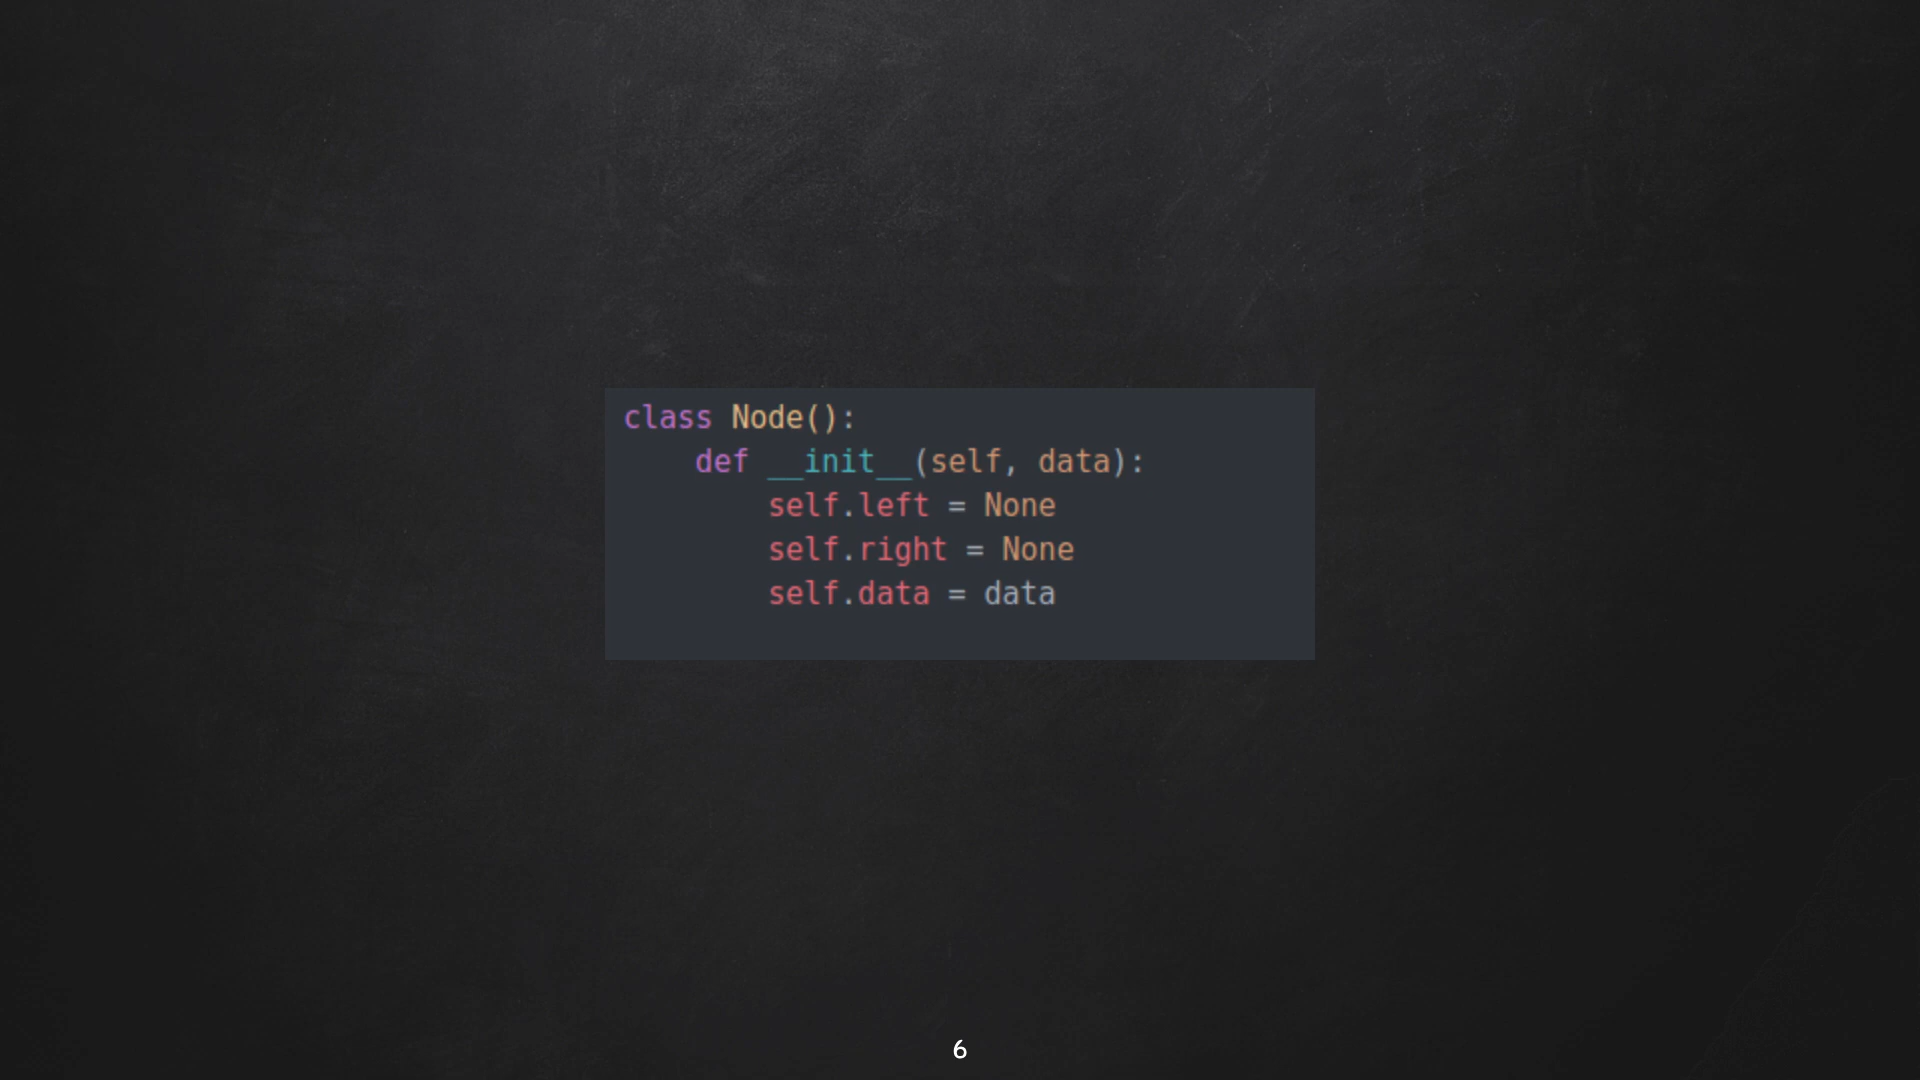 class Node():
    def __init__(self, data):
        self.left = None
        self.right = None
        self.data = data
6